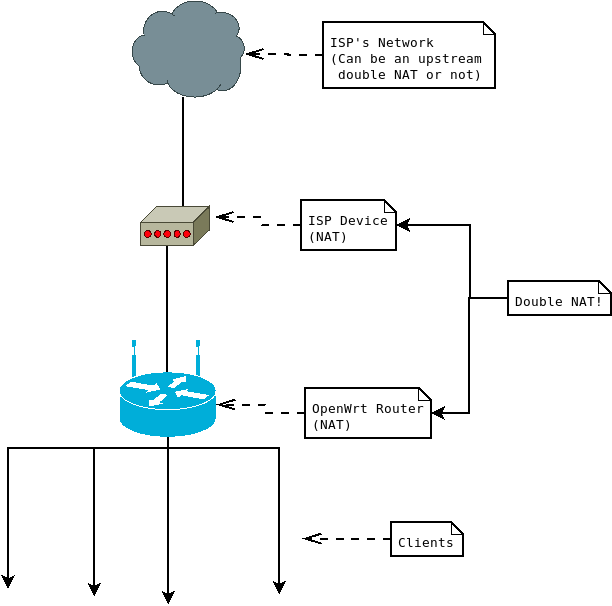 ISP's Network
(Can be an upstream
double NAT or not)
ISP Device
(NAT)
Double NAT!
OpenWrt Router
(NAT)
Clients